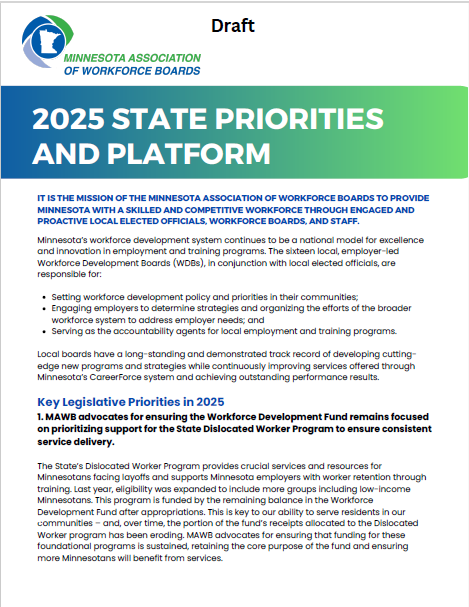 Draft
MINNESOTA ASSOCIATION
OF WORKFORCE BOARDS
2025 STATE PRIORITIES
AND PLATFORM
IT IS THE MISSION OF THE MINNESOTA ASSOCIATION OF WORKFORCE BOARDS TO PROVIDE
MINNESOTA WITH A SKILLED AND COMPETITIVE WORKFORCE THROUGH ENGAGED AND
PROACTIVE LOCAL ELECTED OFFICIALS, WORKFORCE BOARDS, AND STAFF.
Minnesota's workforce development system continues to be a national model for excellence
and innovation in employment and training programs. The sixteen local, employer-led
Workforce Development Boards (WDBs), in conjunction with local elected officials, are
responsible for:
• Setting workforce development policy and priorities in their communities;
• Engaging employers to determine strategies and organizing the efforts of the broader
workforce system to address employer needs; and
• Serving as the accountability agents for local employment and training programs.
Local boards have a long-standing and demonstrated track record of developing cutting-
edge new programs and strategies while continuously improving services offered through
Minnesota's CareerForce system and achieving outstanding performance results.
Key Legislative Priorities in 2025
1. MAWB advocates for ensuring the Workforce Development Fund remains focused
on prioritizing support for the State Dislocated Worker Program to ensure consistent
service delivery.
The State's Dislocated Worker Program provides crucial services and resources for
Minnesotans facing layoffs and supports Minnesota employers with worker retention through
training. Last year, eligibility was expanded to include more groups including low-income
Minnesotans. This program is funded by the remaining balance in the Workforce
Development Fund after appropriations. This is key to our ability to serve residents in our
communities – and, over time, the portion of the fund's receipts allocated to the Dislocated
Worker program has been eroding. MAWB advocates for ensuring that funding for these
foundational programs is sustained, retaining the core purpose of the fund and ensuring
more Minnesotans will benefit from services.